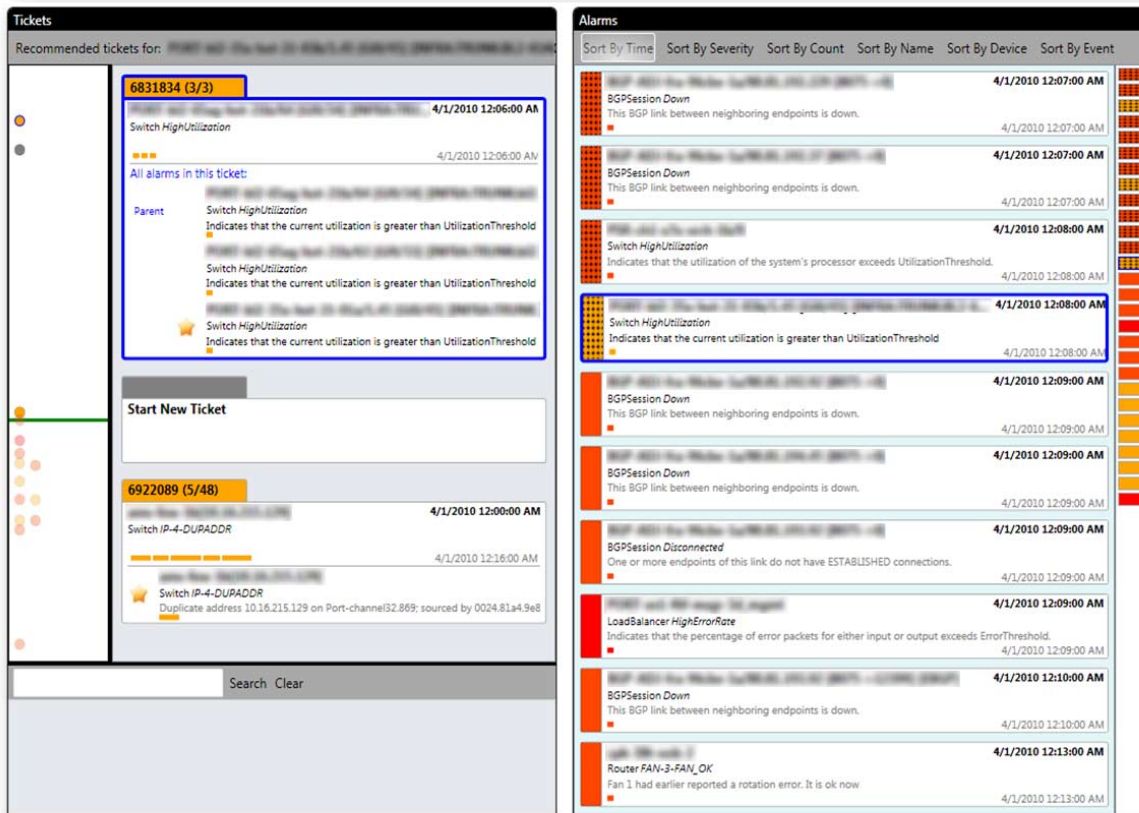 Tickets
Recommended tickets for:
6831834 (3/3)
4/1/2010 12:06:00 AM
Switch HighUtilization
4/1/2010 12:06:00 AM
All alarms in this ticket:
Parent
Switch HighUtilization
Indicates that the current utilization is greater than UtilizationThreshold
Switch HighUtilization
Indicates that the current utilization is greater than UtilizationThreshold
Switch HighUtilization
Indicates that the current utilization is greater than UtilizationThreshold
Start New Ticket
6922089 (5/48)
4/1/2010 12:00:00 AM
Switch IP-4-DUPADDR
4/1/2010 12:16:00 AM
Switch IP-4-DUPADDR
Duplicate address 10.16.215.129 on Port-channel32.869; sourced by 0024.81a4.9e8
Search Clear
Alarms
Sort By Time Sort By Severity Sort By Count Sort By Name Sort By Device Sort By Event
4/1/2010 12:07:00 AM
BGPSession Down
This BGP link between neighboring endpoints is down.
4/1/2010 12:07:00 AM
4/1/2010 12:07:00 AM
BGPSession Down
This BGP link between neighboring endpoints is down.
4/1/2010 12:07:00 AM
4/1/2010 12:08:00 AM
Switch HighUtilization
Indicates that the utilization of the system's processor exceeds UtilizationThreshold.
4/1/2010 12:08:00 AM
4/1/2010 12:08:00 AM
Switch HighUtilization
Indicates that the current utilization is greater than UtilizationThreshold
4/1/2010 12:08:00 AM
4/1/2010 12:09:00 AM
BGPSession Down
This BGP link between neighboring endpoints is down.
4/1/2010 12:09:00 AM
4/1/2010 12:09:00 AM
BGPSession Down
This BGP link between neighboring endpoints is down.
4/1/2010 12:09:00 AM
4/1/2010 12:09:00 AM
BGPSession Disconnected
One or more endpoints of this link do not have ESTABLISHED connections.
4/1/2010 12:09:00 AM
4/1/2010 12:09:00 AM
LoadBalancer HighErrorRate
Indicates that the percentage of error packets for either input or output exceeds ErrorThreshold.
4/1/2010 12:09:00 AM
4/1/2010 12:10:00 AM
BGPSession Down
This BGP link between neighboring endpoints is down.
4/1/2010 12:10:00 AM
4/1/2010 12:13:00 AM
Router FAN-3-FAN_OK
Fan 1 had earlier reported a rotation error. It is ok now
4/1/2010 12:13:00 AM